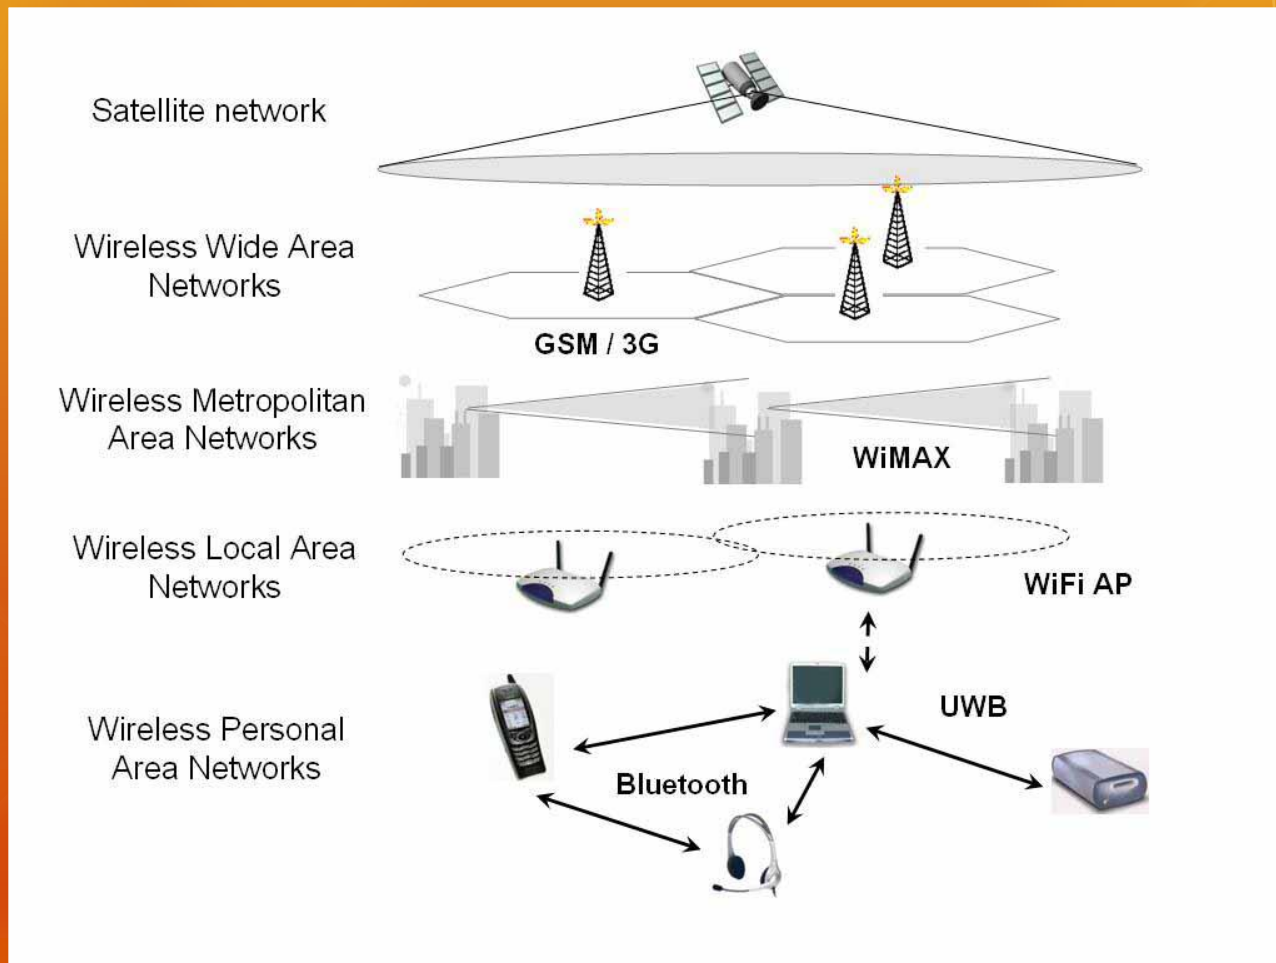 Satellite network
Wireless Wide Area
Networks
GSM / 3G
Wireless Metropolitan
Area Networks
WiMAX
Wireless Local Area
Networks
WiFi AP
Wireless Personal
Area Networks
UWB
Bluetooth